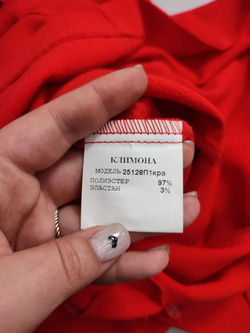 КЛИМОНА
МОДЕЛЬ 25128П1кра
ПОЛИЭСТЕР 97%
ЭЛАСТАН 3%